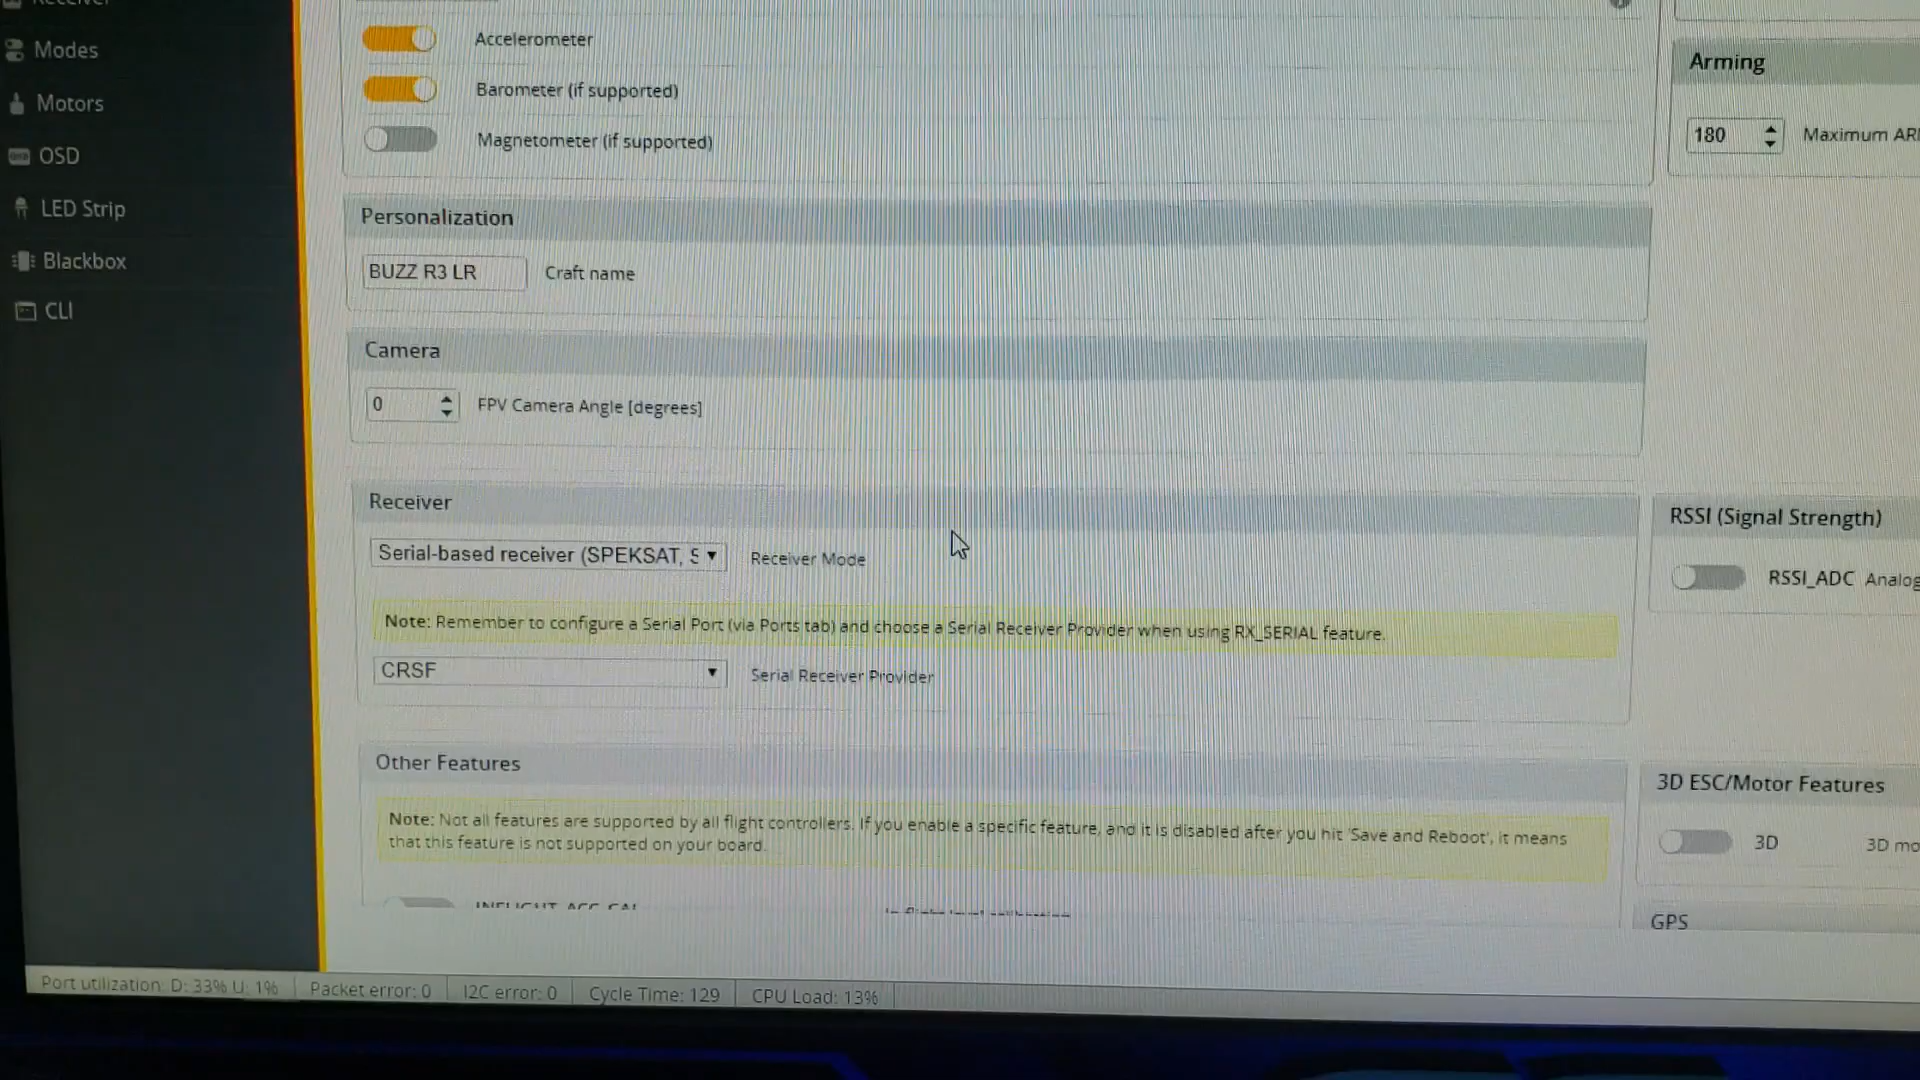 Receiver
Modes
Motors
OSD
LED Strip
Blackbox
CLI
Accelerometer
Barometer (if supported)
Magnetometer (if supported)
Personalization
BUZZ R3 LR
Craft name
Camera
0
FPV Camera Angle [degrees]
Receiver
Serial-based receiver (SPEKSAT, S
Receiver Mode
Note: Remember to configure a Serial Port (via Ports tab) and choose a Serial Receiver Provider when using RX_SERIAL feature.
CRSF
Serial Receiver Provider
Other Features
Note: Not all features are supported by all flight controllers. If you enable a specific feature, and it is disabled after you hit 'Save and Reboot', it means
that this feature is not supported on your board.
INFLIGHT_ACC_CAL
Arming
180
Maximum AR
RSSI (Signal Strength)
RSSI_ADC
Analog
3D ESC/Motor Features
3D
3D mo
GPS
Port utilization: D: 33% U: 1%
Packet error: 0
I2C error: 0
Cycle Time: 129
CPU Load: 13%